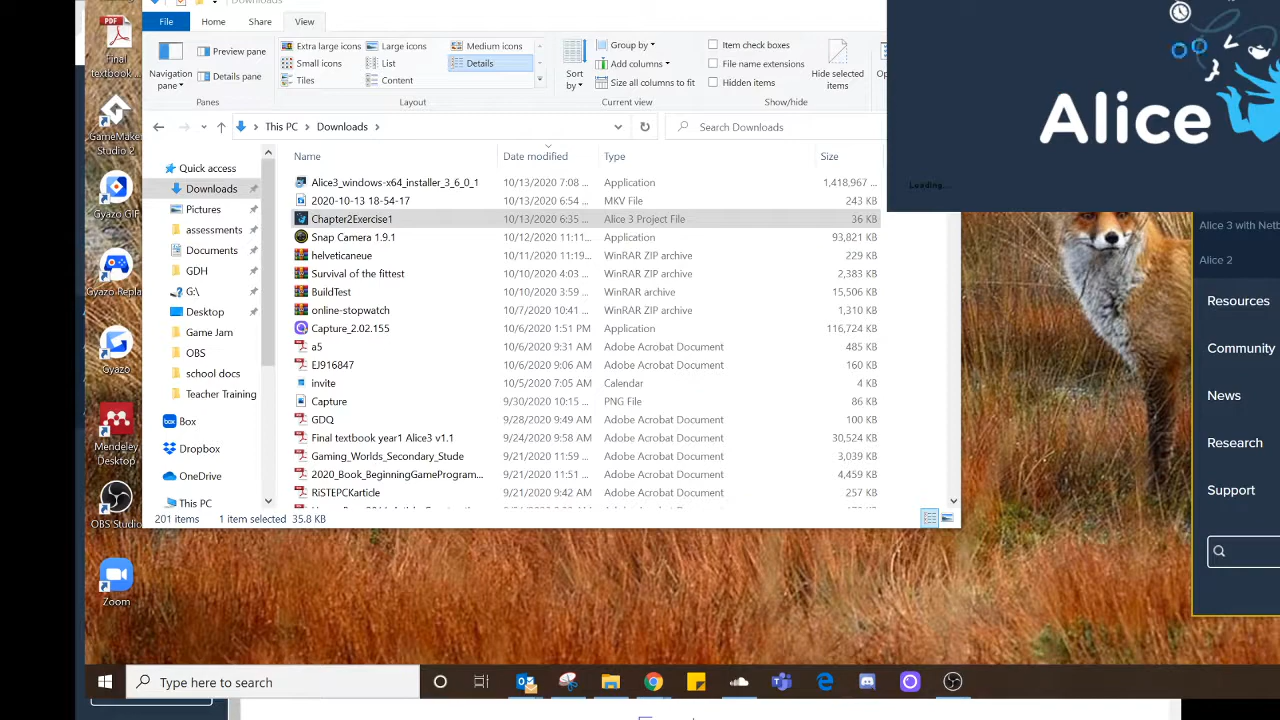 Downloads
File Home Share View
Navigation pane
Preview pane
Details pane
Panes
Extra large icons Large icons Medium icons
Small icons List Details
Tiles Content
Layout
Sort by
Group by
Add columns
Size all columns to fit
Current view
Item check boxes
File name extensions
Hidden items
Hide selected items
Show/hide
This PC Downloads
Search Downloads
Name Date modified Type Size
Alice3_windows-x64_installer_3_6_0_1 10/13/2020 7:08 ... Application 1,418,967 ...
2020-10-13 18-54-17 10/13/2020 6:54 ... MKV File 243 KB
Chapter2Exercise1 10/13/2020 6:35 ... Alice 3 Project File 36 KB
Snap Camera 1.9.1 10/12/2020 11:11... Application 93,821 KB
helveticaneue 10/11/2020 11:19... WinRAR ZIP archive 229 KB
Survival of the fittest 10/10/2020 4:03 ... WinRAR ZIP archive 2,383 KB
BuildTest 10/10/2020 3:59 ... WinRAR archive 15,506 KB
online-stopwatch 10/7/2020 10:41 ... WinRAR ZIP archive 1,310 KB
Capture_2.02.155 10/6/2020 1:51 PM Application 116,724 KB
a5 10/6/2020 9:31 AM Adobe Acrobat Document 485 KB
EJ916847 10/6/2020 9:06 AM Adobe Acrobat Document 160 KB
invite 10/5/2020 7:05 AM Calendar 4 KB
Capture 9/30/2020 10:15 ... PNG File 86 KB
GDQ 9/28/2020 9:49 AM Adobe Acrobat Document 100 KB
Final textbook year1 Alice3 v1.1 9/24/2020 9:58 AM Adobe Acrobat Document 20,524 KB
Gaming_Worlds_Secondary_Stude 9/21/2020 11:59 ... Adobe Acrobat Document 3,039 KB
2020_Book_BeginningGameProgram... 9/21/2020 11:51 ... Adobe Acrobat Document 4,459 KB
RiSTEPCKarticle 9/21/2020 9:42 AM Adobe Acrobat Document 257 KB
Quick access
Downloads
Pictures
assessments
Documents
GDH
G:\
Desktop
Game Jam
OBS
school docs
Teacher Training
Box
Dropbox
OneDrive
This PC
201 items 1 item selected 35.8 KB
PDF
Final textbook ...
GameMaker Studio 2
Gyazo GIF
Gyazo Repla
Gyazo
Mendeley Desktop
OBS Studio
Zoom
Alice
Loading...
Alice 3 with Netb
Alice 2
Resources
Community
News
Research
Support
Type here to search